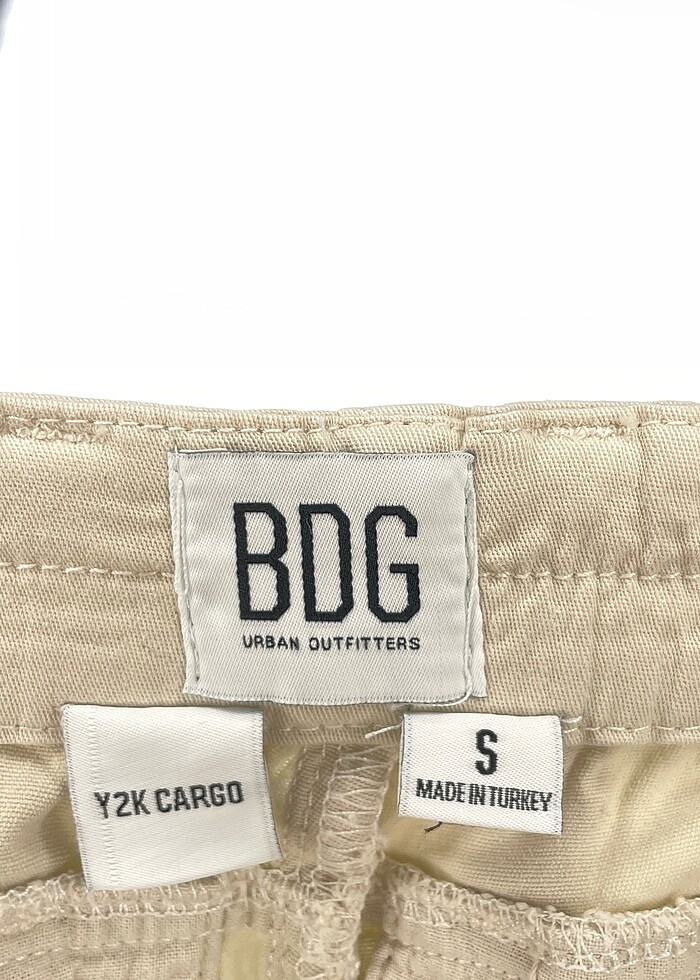 BDG
URBAN OUTFITTERS
Y2K CARGO
S
MADE IN TURKEY